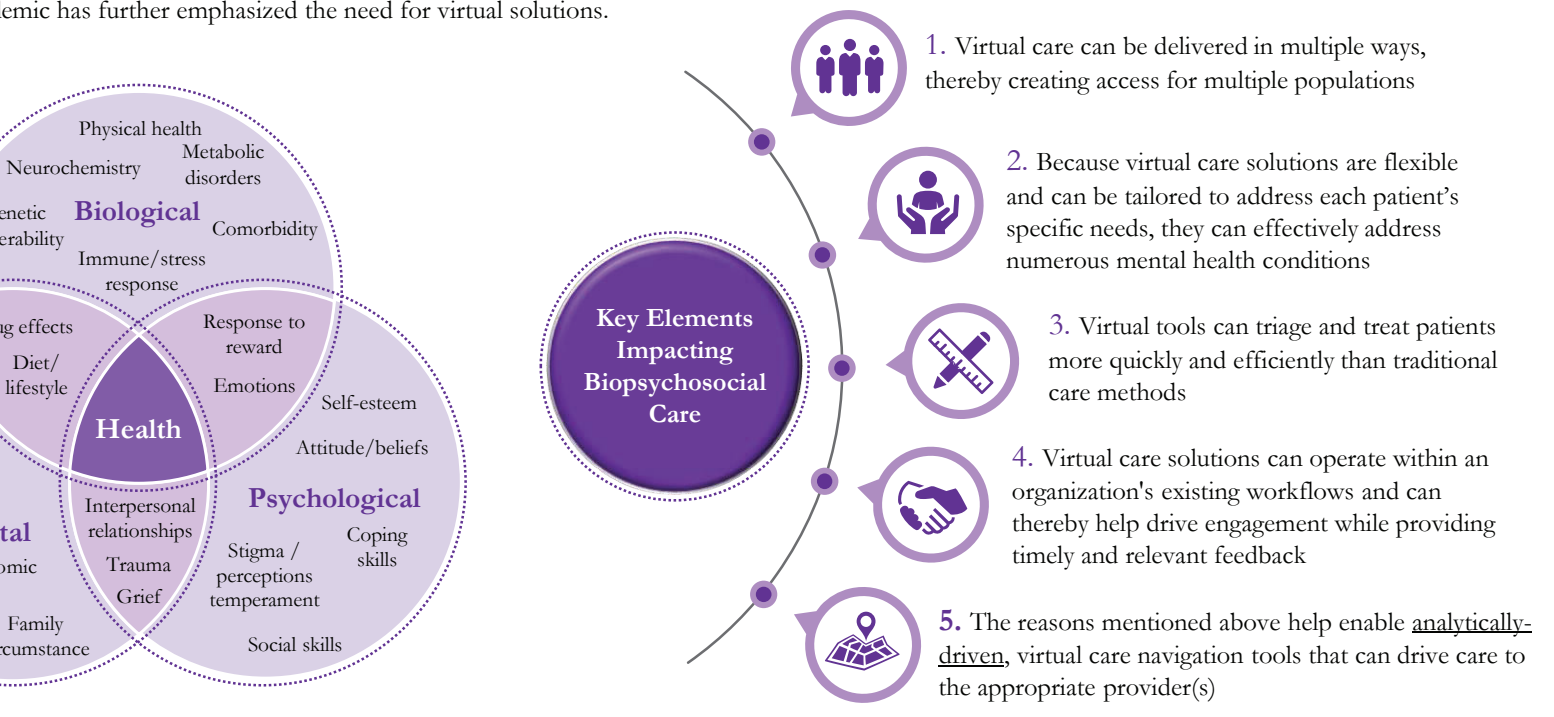 has further emphasized the need for virtual solutions.
Physical health
Neurochemistry
Metabolic
disorders
Biological
Comorbidity
Immune/stress
response
effects
Diet/
lifestyle
Response to
reward
Emotions
Health
Self-esteem
Attitude/beliefs
Psychological
Interpersonal
relationships
Trauma
Grief
Stigma /
perceptions
temperament
Coping
skills
Social skills
Family
Key Elements
Impacting
Biopsychosocial
Care
1. Virtual care can be delivered in multiple ways,
thereby creating access for multiple populations
2. Because virtual care solutions are flexible
and can be tailored to address each patient’s
specific needs, they can effectively address
numerous mental health conditions
3. Virtual tools can triage and treat patients
more quickly and efficiently than traditional
care methods
4. Virtual care solutions can operate within an
organization's existing workflows and can
thereby help drive engagement while providing
timely and relevant feedback
5. The reasons mentioned above help enable analytically-
driven, virtual care navigation tools that can drive care to
the appropriate provider(s)